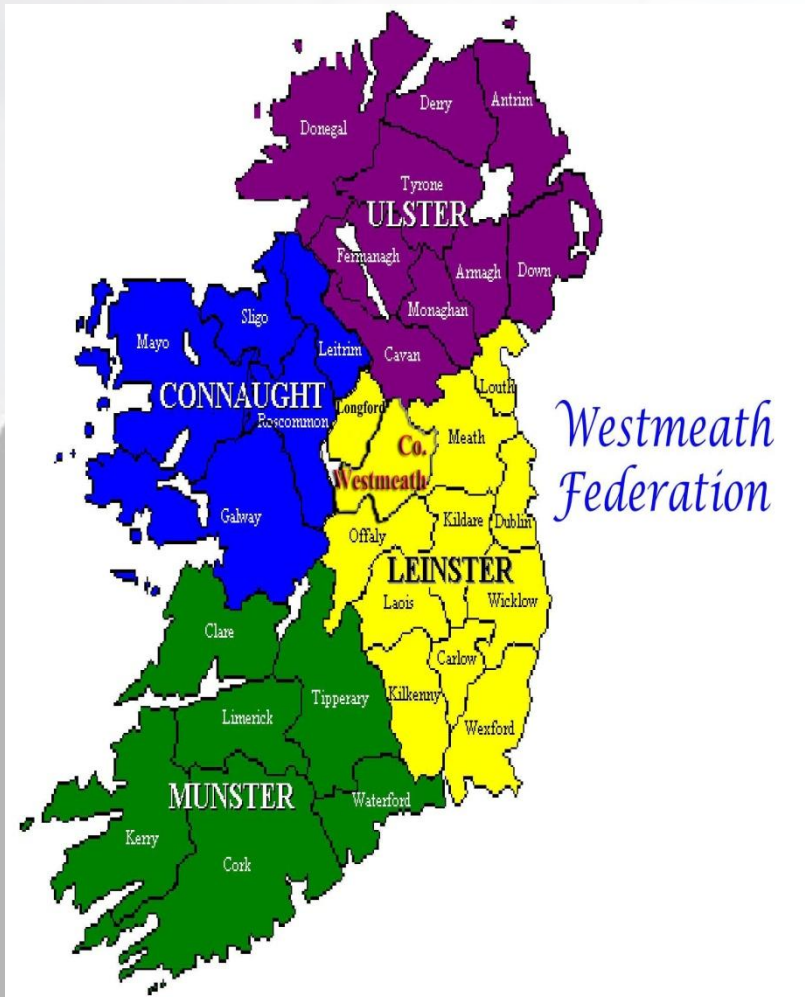 Derry
Antrim
Donegal
Tyrone
ULSTER
Fermanagh
Armagh
Down
Monaghan
Cavan
Sligo
Mayo
Leitrim
CONNAUGHT
Roscommon
Galway
Louth
Longford
Meath
Co.
Westmeath
Offaly
Kildare
Dublin
LEINSTER
Laois
Wicklow
Carlow
Kilkenny
Wexford
Clare
Tipperary
Limerick
MUNSTER
Waterford
Kerry
Cork
Westmeath
Federation